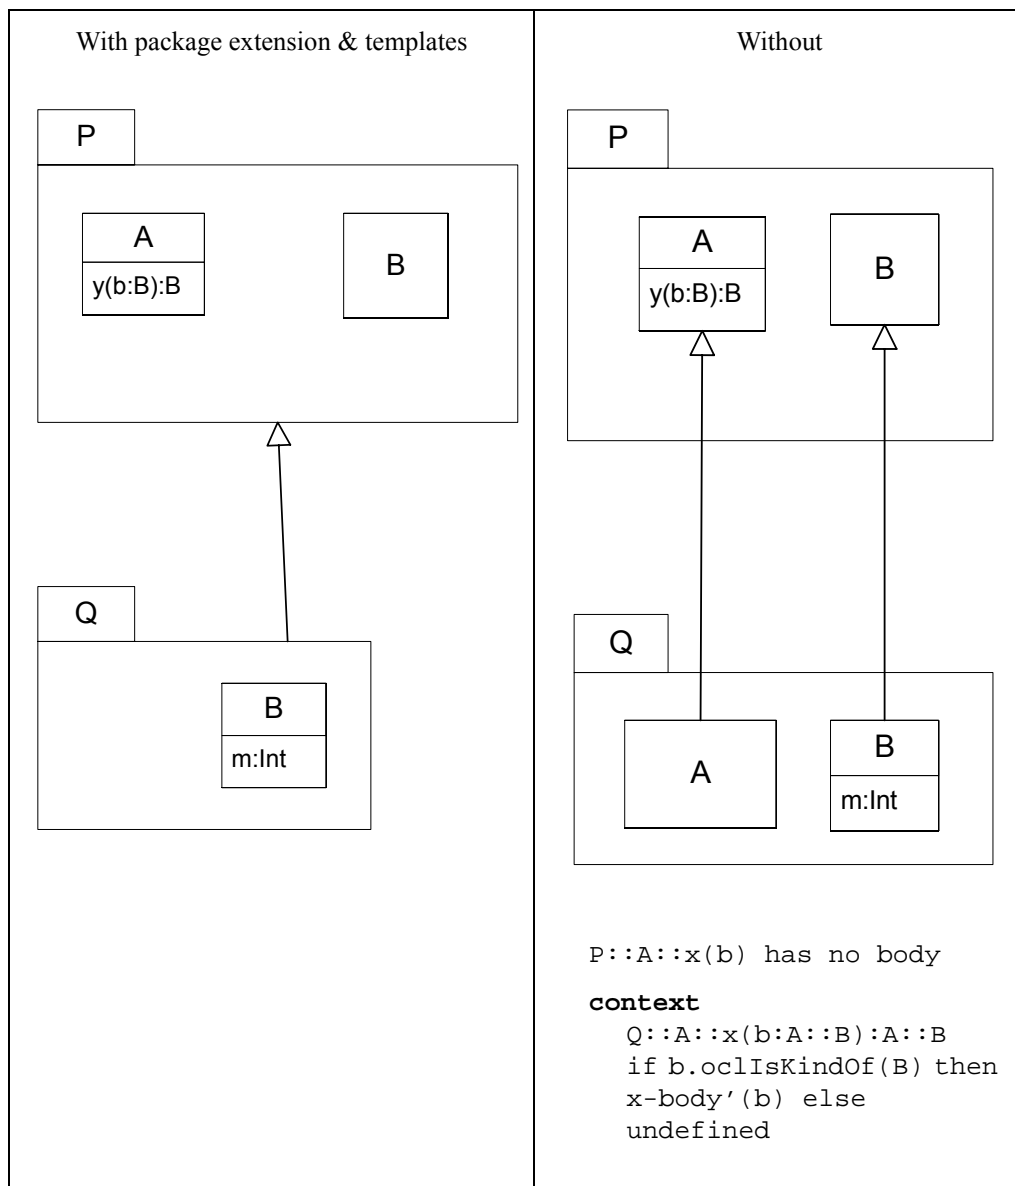 With package extension & templates
P
A
y(b:B):B
B
Q
B
m:Int
Without
P
A
y(b:B):B
B
Q
A
B
m:Int
P::A::x(b) has no body
context
Q::A::x(b:A::B):A::B
if b.oclIsKindOf(B) then
x-body’(b) else
undefined